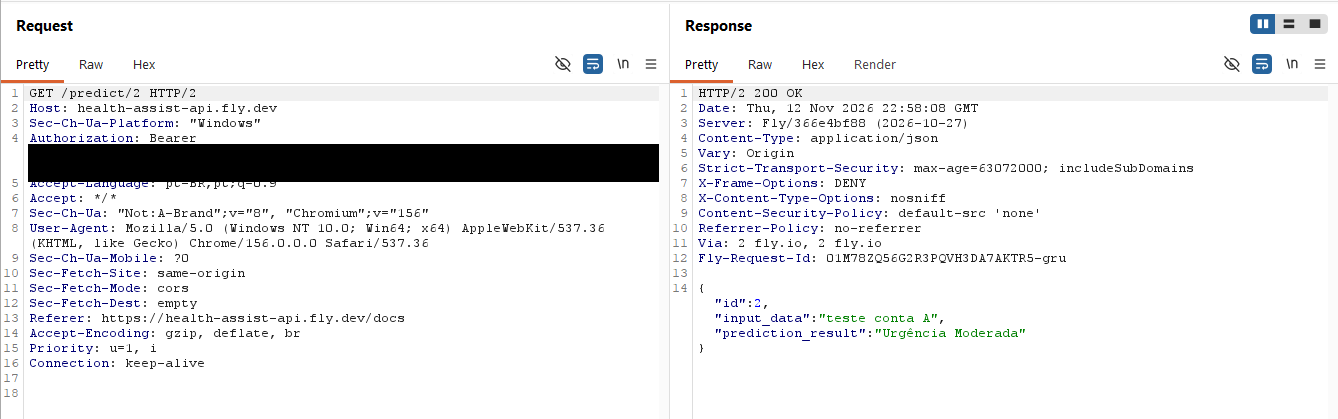 Request
Pretty Raw Hex \n
1 GET /predict/2 HTTP/2
2 Host: health-assist-api.fly.dev
3 Sec-Ch-Ua-Platform: "Windows"
4 Authorization: Bearer
5 Accept-Language: pt-BR,pt;q=0.9
6 Accept: */*
7 Sec-Ch-Ua: "Not:A-Brand";v="8", "Chromium";v="156"
8 User-Agent: Mozilla/5.0 (Windows NT 10.0; Win64; x64) AppleWebKit/537.36
(KHTML, like Gecko) Chrome/156.0.0.0 Safari/537.36
9 Sec-Ch-Ua-Mobile: ?0
10 Sec-Fetch-Site: same-origin
11 Sec-Fetch-Mode: cors
12 Sec-Fetch-Dest: empty
13 Referer: https://health-assist-api.fly.dev/docs
14 Accept-Encoding: gzip, deflate, br
15 Priority: u=1, i
16 Connection: keep-alive
17
18
Response
Pretty Raw Hex Render \n
1 HTTP/2 200 OK
2 Date: Thu, 12 Nov 2026 22:58:08 GMT
3 Server: Fly/366e4bf88 (2026-10-27)
4 Content-Type: application/json
5 Vary: Origin
6 Strict-Transport-Security: max-age=63072000; includeSubDomains
7 X-Frame-Options: DENY
8 X-Content-Type-Options: nosniff
9 Content-Security-Policy: default-src 'none'
10 Referrer-Policy: no-referrer
11 Via: 2 fly.io, 2 fly.io
12 Fly-Request-Id: 01M78ZQ56G2R3PQVH3DA7AKTR5-gru
13
14 {
"id":2,
"input_data":"teste conta A",
"prediction_result":"Urgência Moderada"
}